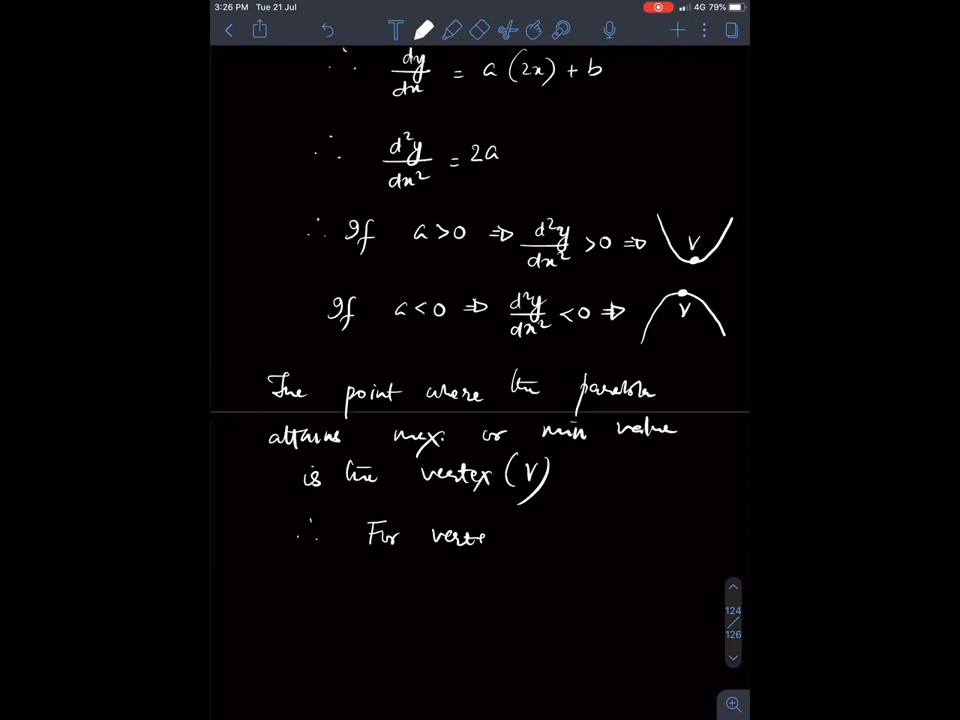 3:26 PM Tue 21 Jul 4G 79%
T
∴ dy/dx = a (2x) + b
∴ d²y/dx² = 2a
∴ If a > 0 ⇒ d²y/dx² > 0 ⇒ V
If a < 0 ⇒ d²y/dx² < 0 ⇒ V
The point where the parabola
attains max. or min value
is the vertex (V)
∴ For verte
124
126